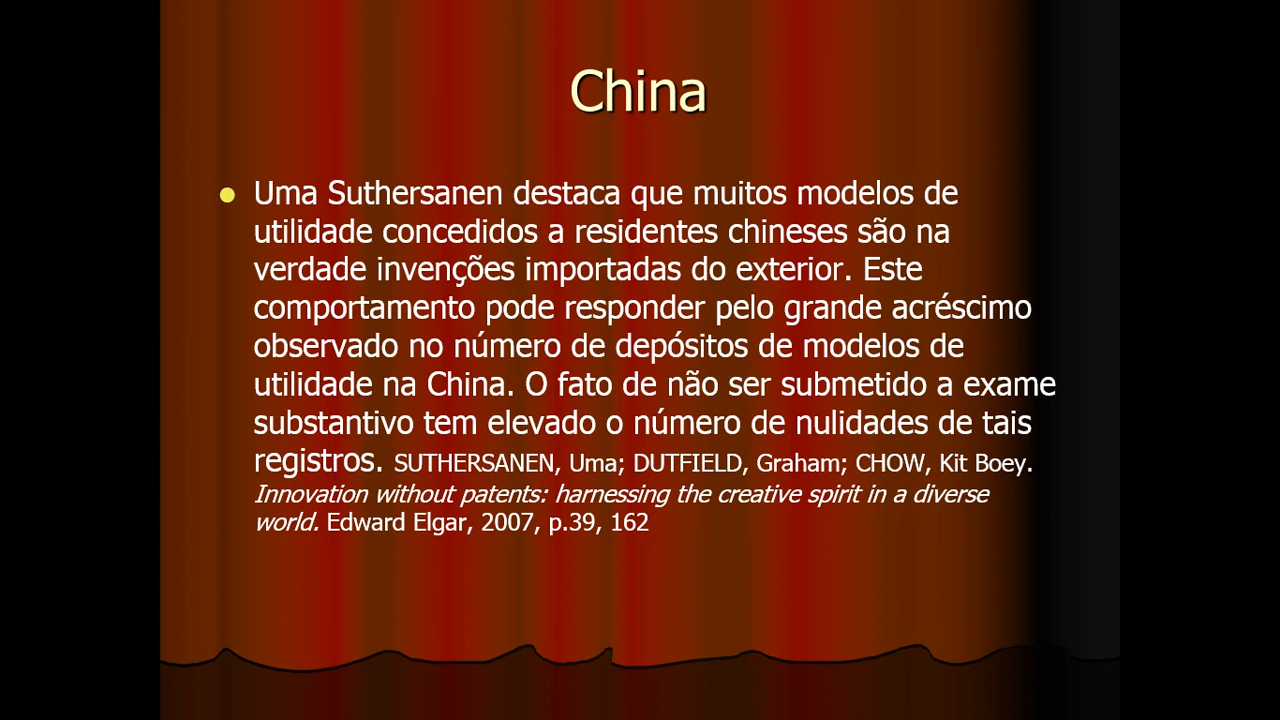 China
Uma Suthersanen destaca que muitos modelos de
utilidade concedidos a residentes chineses são na
verdade invenções importadas do exterior. Este
comportamento pode responder pelo grande acréscimo
observado no número de depósitos de modelos de
utilidade na China. O fato de não ser submetido a exame
substantivo tem elevado o número de nulidades de tais
registros. SUTHERSANEN, Uma; DUTFIELD, Graham; CHOW, Kit Boey.
Innovation without patents: harnessing the creative spirit in a diverse
world. Edward Elgar, 2007, p.39, 162